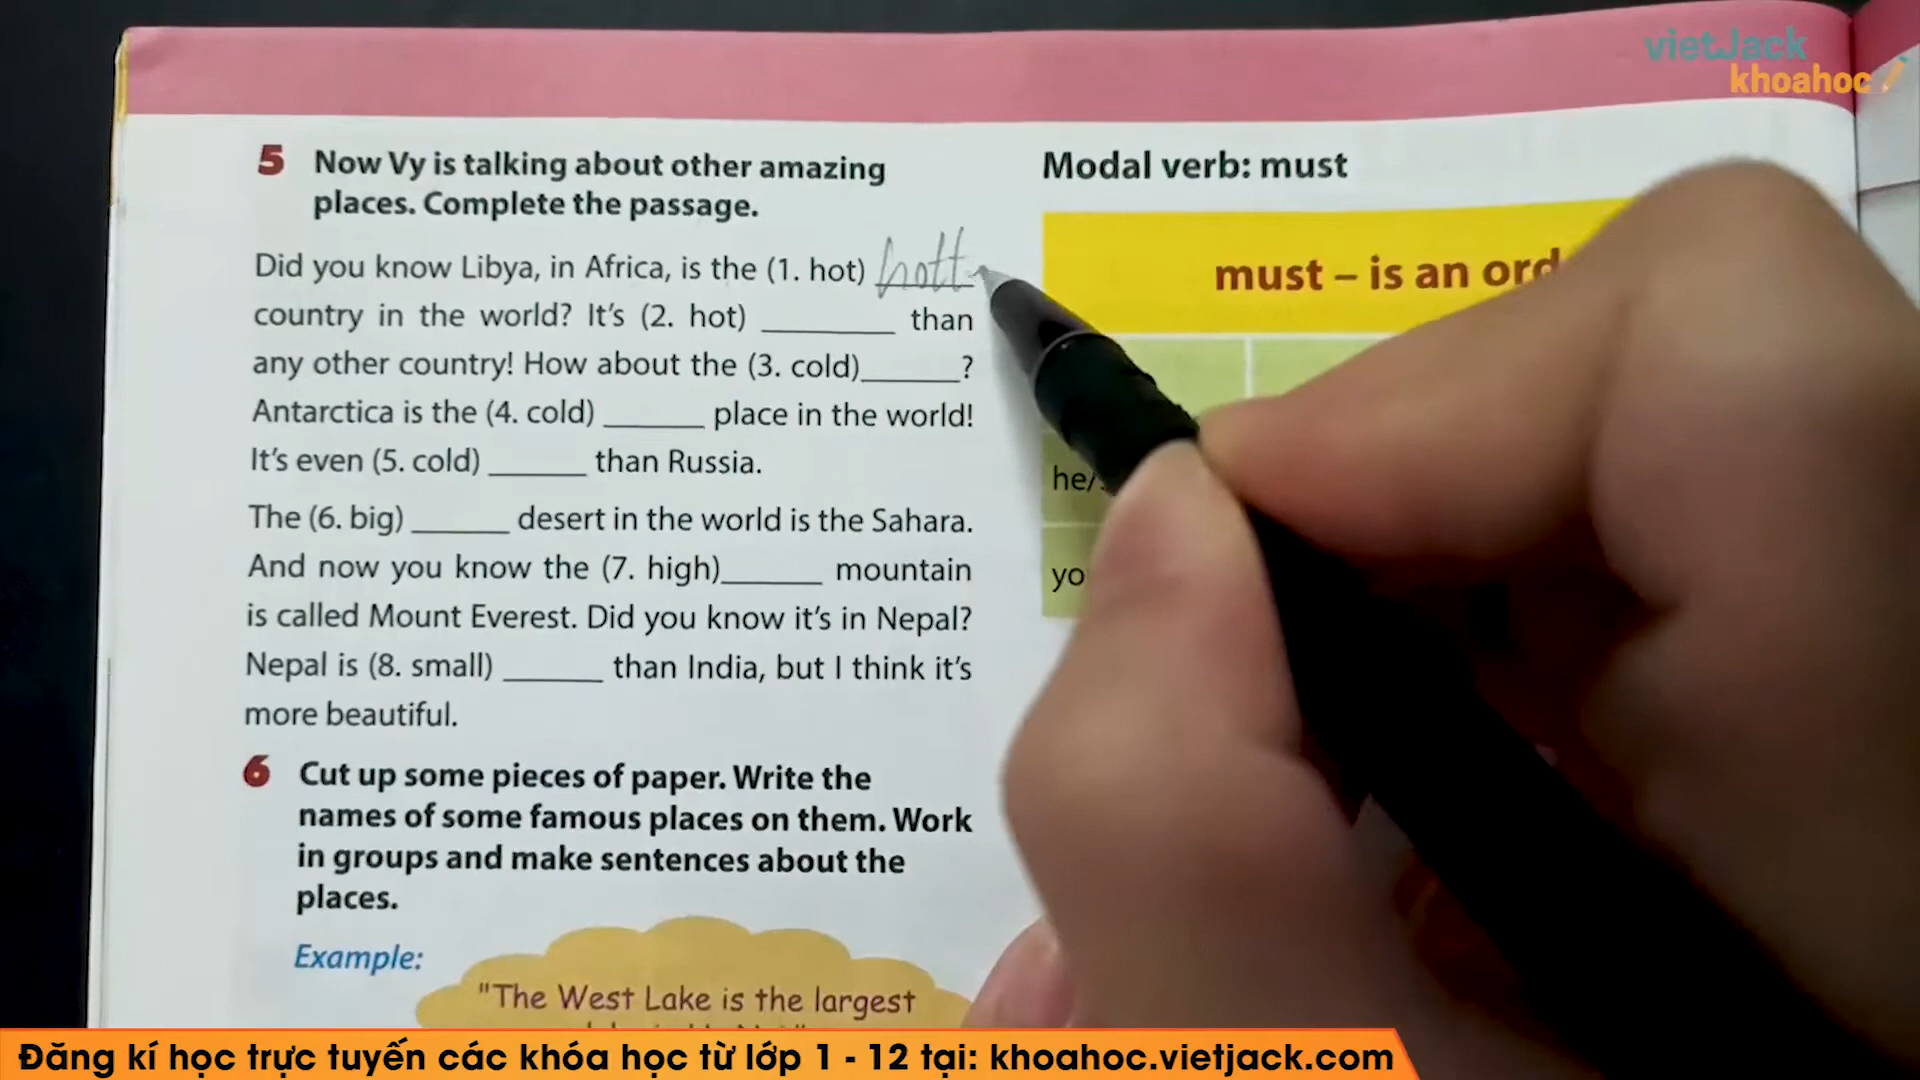 vietJack
khoahoc
5 Now Vy is talking about other amazing
places. Complete the passage.
Did you know Libya, in Africa, is the (1. hot) hott
country in the world? It's (2. hot) ________ than
any other country! How about the (3. cold)______?
Antarctica is the (4. cold) ______ place in the world!
It's even (5. cold) ______ than Russia.
The (6. big) ______ desert in the world is the Sahara.
And now you know the (7. high)______ mountain
is called Mount Everest. Did you know it's in Nepal?
Nepal is (8. small) ______ than India, but I think it's
more beautiful.
6 Cut up some pieces of paper. Write the
names of some famous places on them. Work
in groups and make sentences about the
places.
Example:
"The West Lake is the largest
Modal verb: must
must – is an ord
he/
yo
Đăng kí học trực tuyến các khóa học từ lớp 1 - 12 tại: khoahoc.vietjack.com